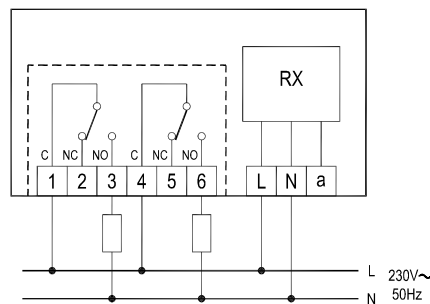 RX
C NC NO C NC NO
1 2 3 4 5 6 L N a
L 230V~
N 50Hz